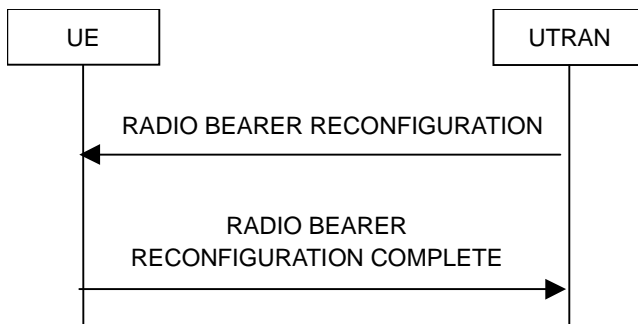 UE
UTRAN
RADIO BEARER RECONFIGURATION
RADIO BEARER
RECONFIGURATION COMPLETE